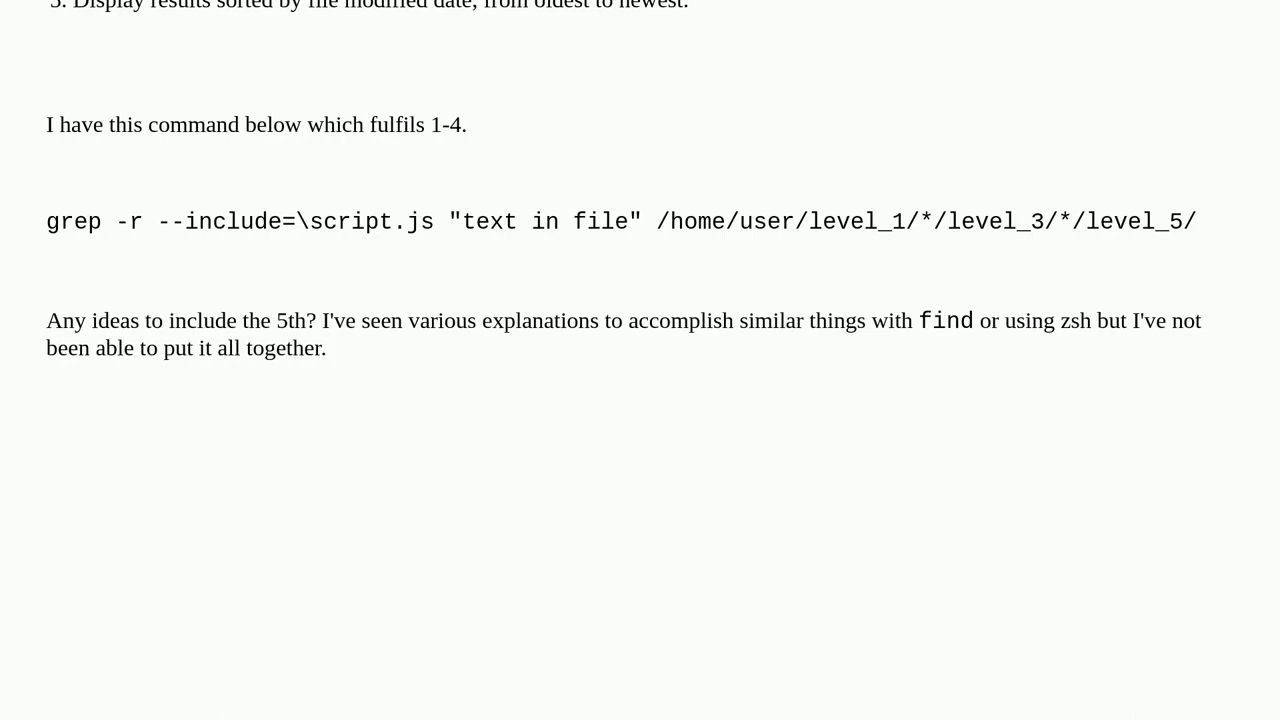 5. Display results sorted by file modified date, from oldest to newest.
I have this command below which fulfils 1-4.
grep -r --include=\script.js "text in file" /home/user/level_1/*/level_3/*/level_5/
Any ideas to include the 5th? I've seen various explanations to accomplish similar things with find or using zsh but I've not
been able to put it all together.